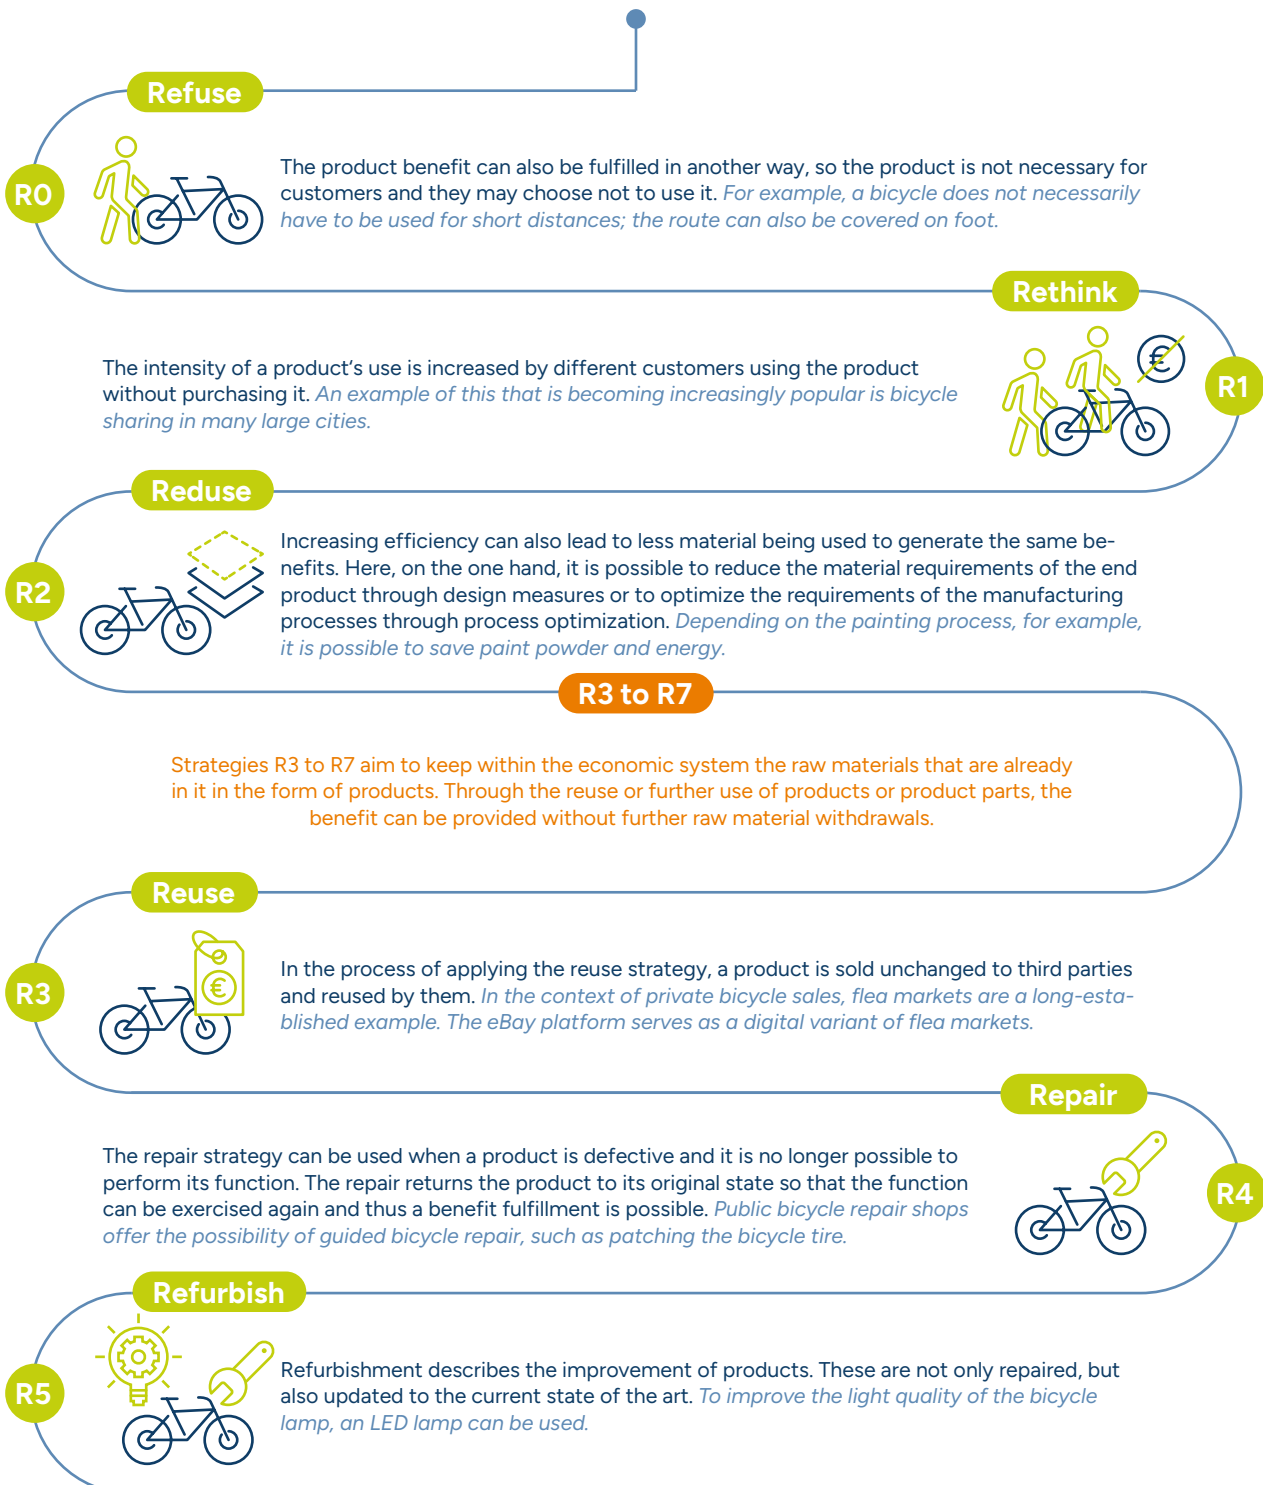 Refuse
R0
The product benefit can also be fulfilled in another way, so the product is not necessary for
customers and they may choose not to use it. For example, a bicycle does not necessarily
have to be used for short distances; the route can also be covered on foot.
Rethink
€
R1
The intensity of a product's use is increased by different customers using the product
without purchasing it. An example of this that is becoming increasingly popular is bicycle
sharing in many large cities.
Reduse
R2
Increasing efficiency can also lead to less material being used to generate the same be-
nefits. Here, on the one hand, it is possible to reduce the material requirements of the end
product through design measures or to optimize the requirements of the manufacturing
processes through process optimization. Depending on the painting process, for example,
it is possible to save paint powder and energy.
R3 to R7
Strategies R3 to R7 aim to keep within the economic system the raw materials that are already
in it in the form of products. Through the reuse or further use of products or product parts, the
benefit can be provided without further raw material withdrawals.
Reuse
R3
€
In the process of applying the reuse strategy, a product is sold unchanged to third parties
and reused by them. In the context of private bicycle sales, flea markets are a long-esta-
blished example. The eBay platform serves as a digital variant of flea markets.
Repair
R4
The repair strategy can be used when a product is defective and it is no longer possible to
perform its function. The repair returns the product to its original state so that the function
can be exercised again and thus a benefit fulfillment is possible. Public bicycle repair shops
offer the possibility of guided bicycle repair, such as patching the bicycle tire.
Refurbish
R5
Refurbishment describes the improvement of products. These are not only repaired, but
also updated to the current state of the art. To improve the light quality of the bicycle
lamp, an LED lamp can be used.